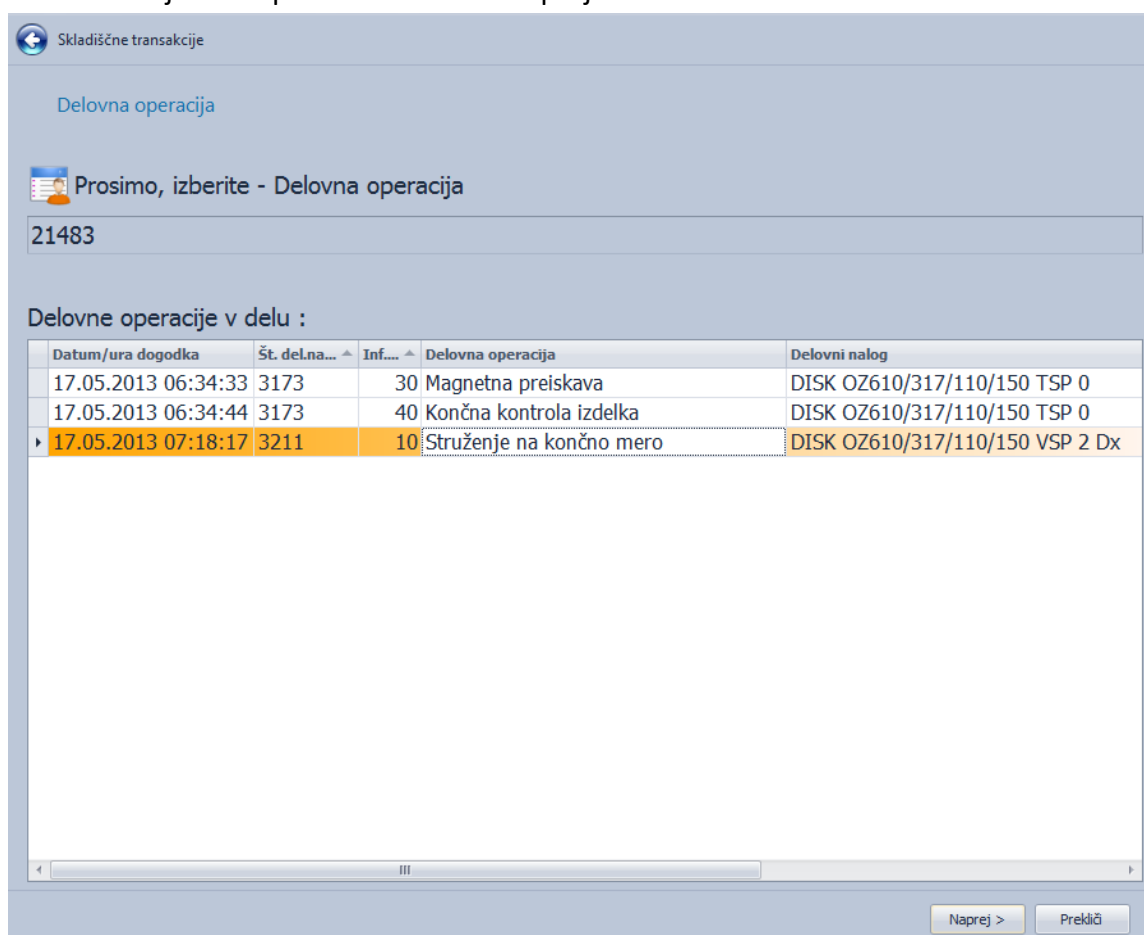 Skladiščne transakcije
Delovna operacija
Prosimo, izberite - Delovna operacija
21483
Delovne operacije v delu :
Datum/ura dogodka Št. del.na... Inf.... Delovna operacija Delovni nalog
17.05.2013 06:34:33 3173 30 Magnetna preiskava DISK OZ610/317/110/150 TSP 0
17.05.2013 06:34:44 3173 40 Končna kontrola izdelka DISK OZ610/317/110/150 TSP 0
17.05.2013 07:18:17 3211 10 Struženje na končno mero DISK OZ610/317/110/150 VSP 2 Dx
Naprej > Prekliči